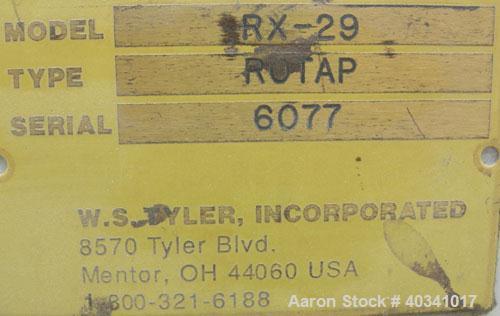 MODEL RX-29
TYPE ROTAP
SERIAL 6077
W.S. TYLER, INCORPORATED
8570 Tyler Blvd.
Mentor, OH 44060 USA
1-800-321-6188
Aaron Stock # 40341017